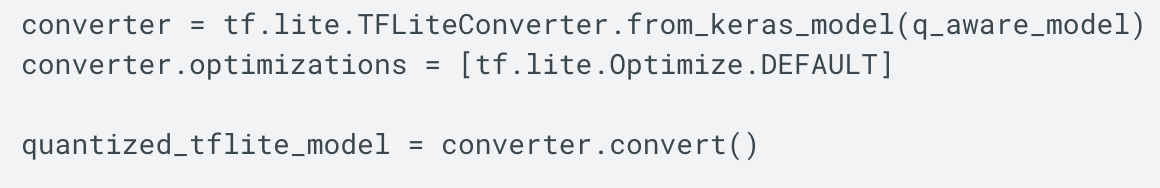 converter = tf.lite.TFLiteConverter.from_keras_model(q_aware_model)
converter.optimizations = [tf.lite.Optimize.DEFAULT]
quantized_tflite_model = converter.convert()